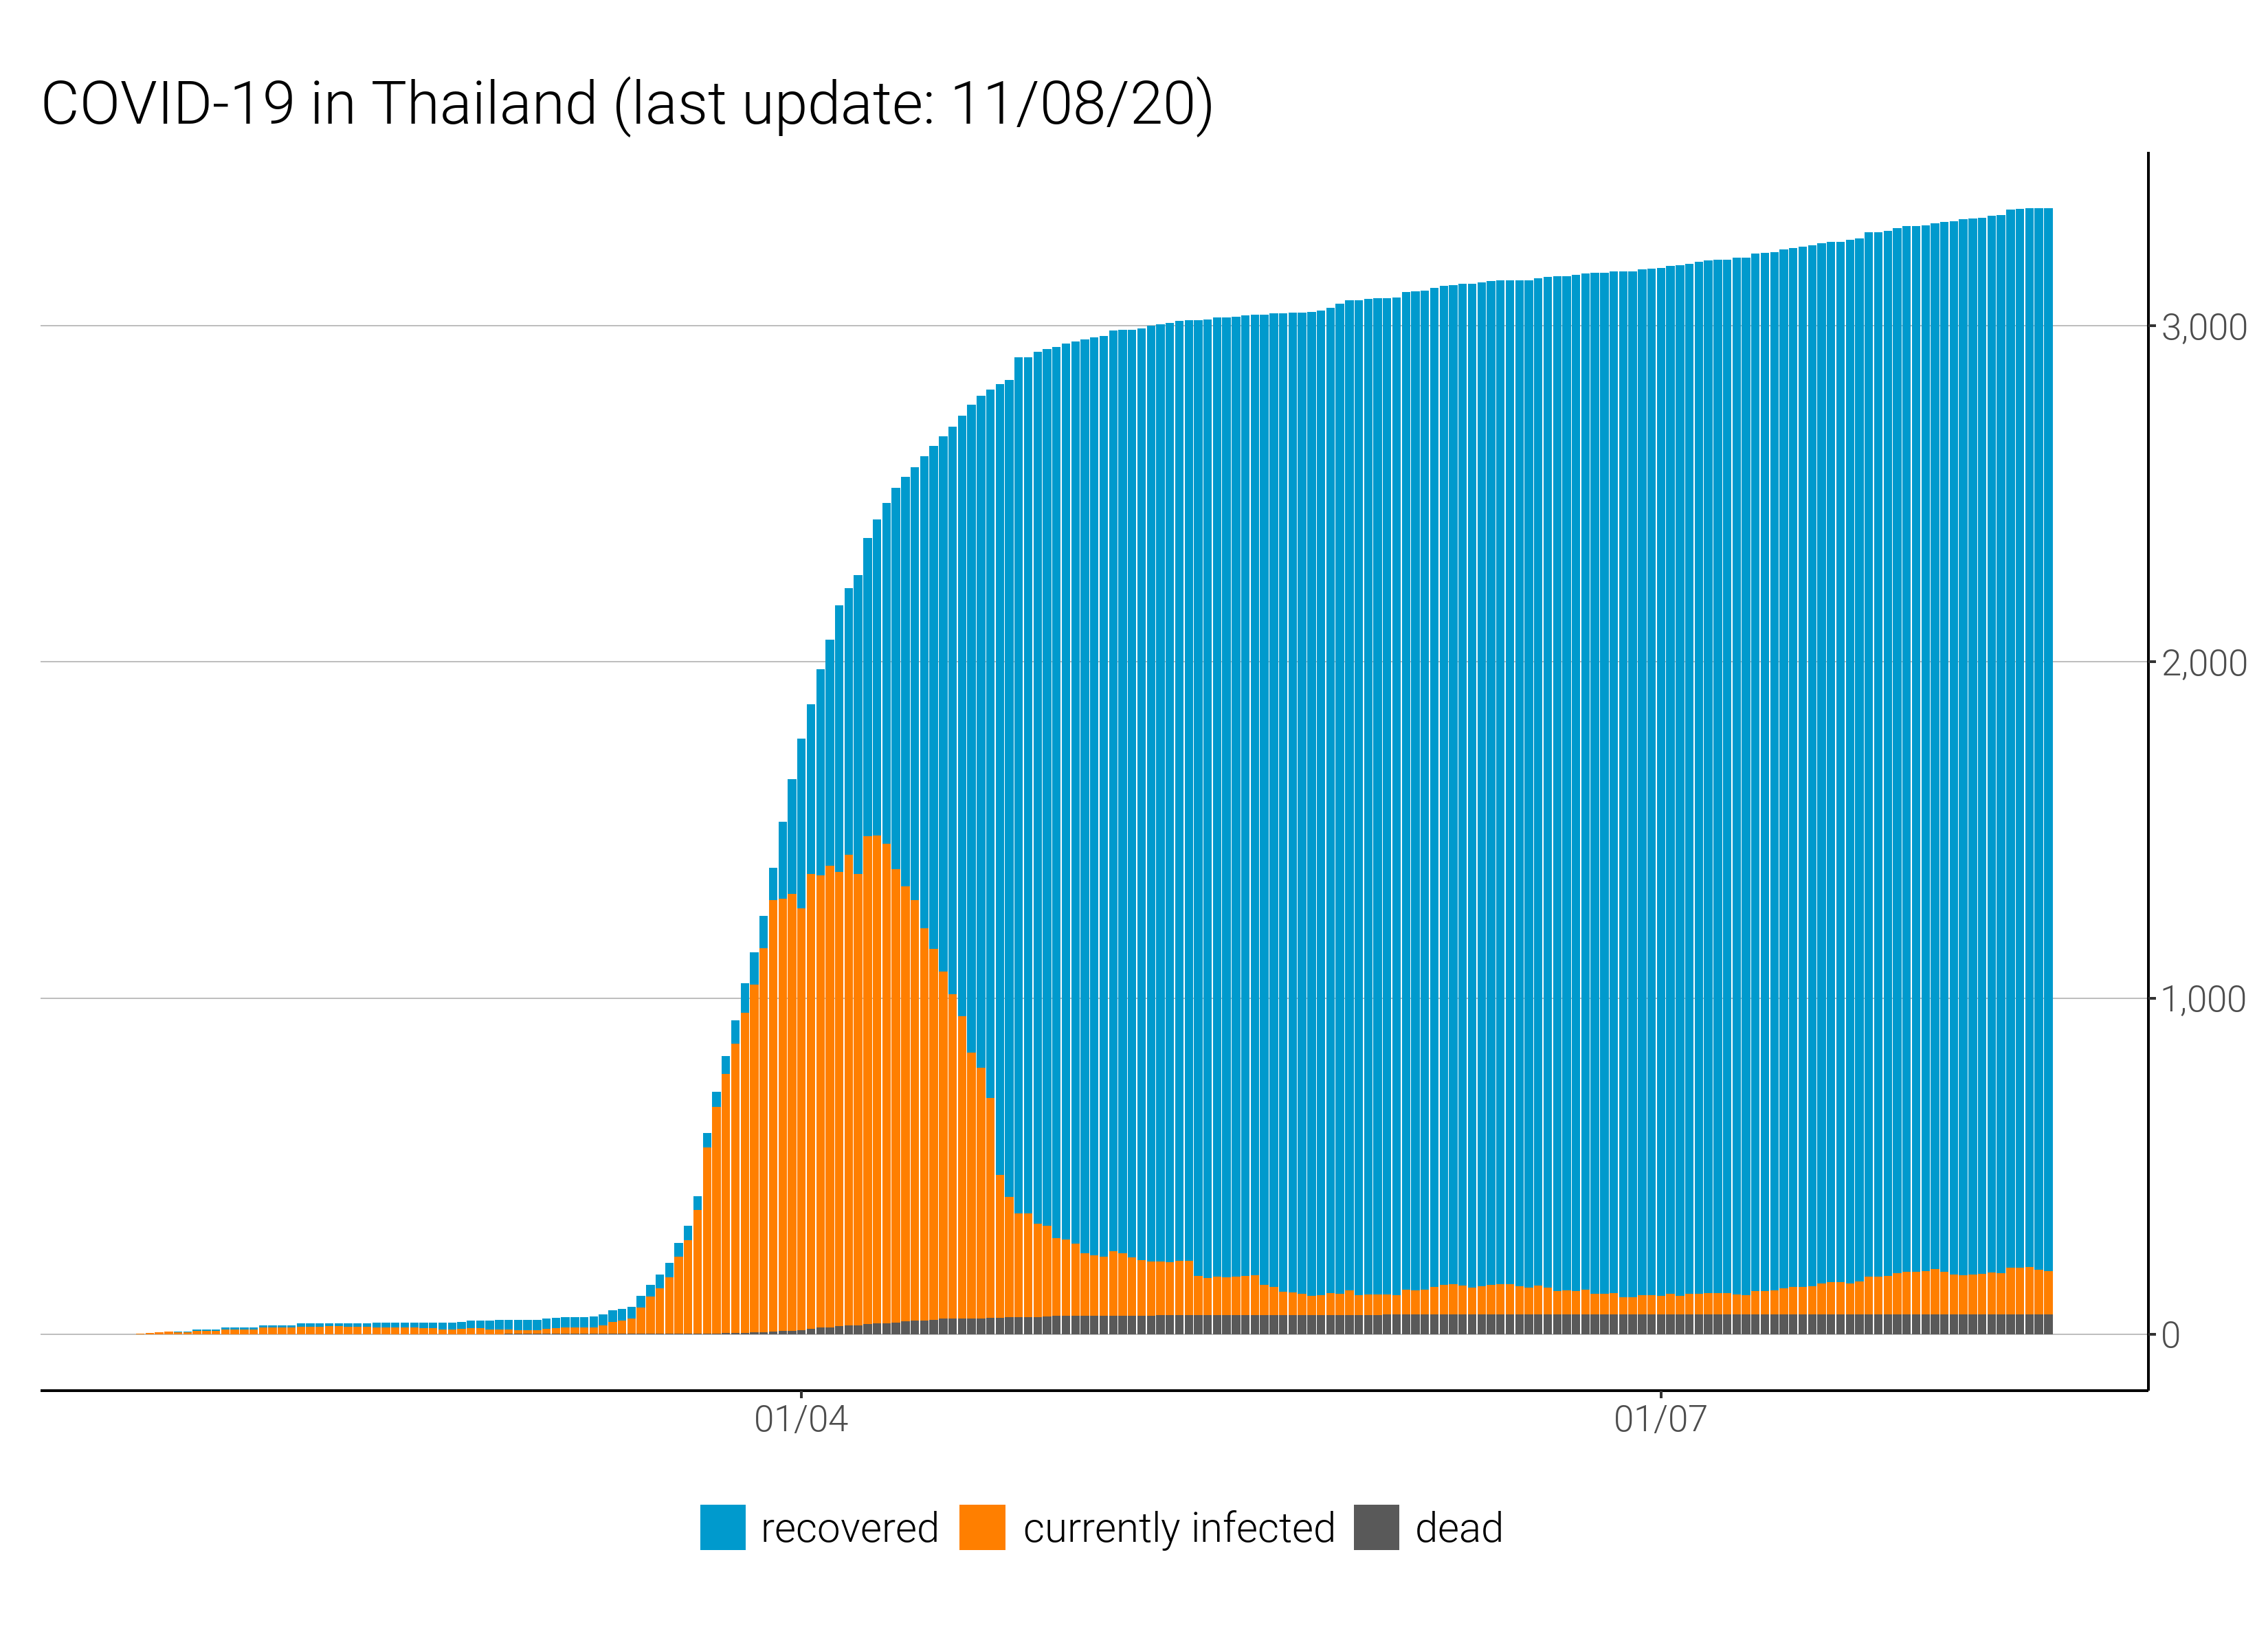 COVID-19 in Thailand (last update: 11/08/20)
3,000
2,000
1,000
0
01/04 01/07
recovered currently infected dead